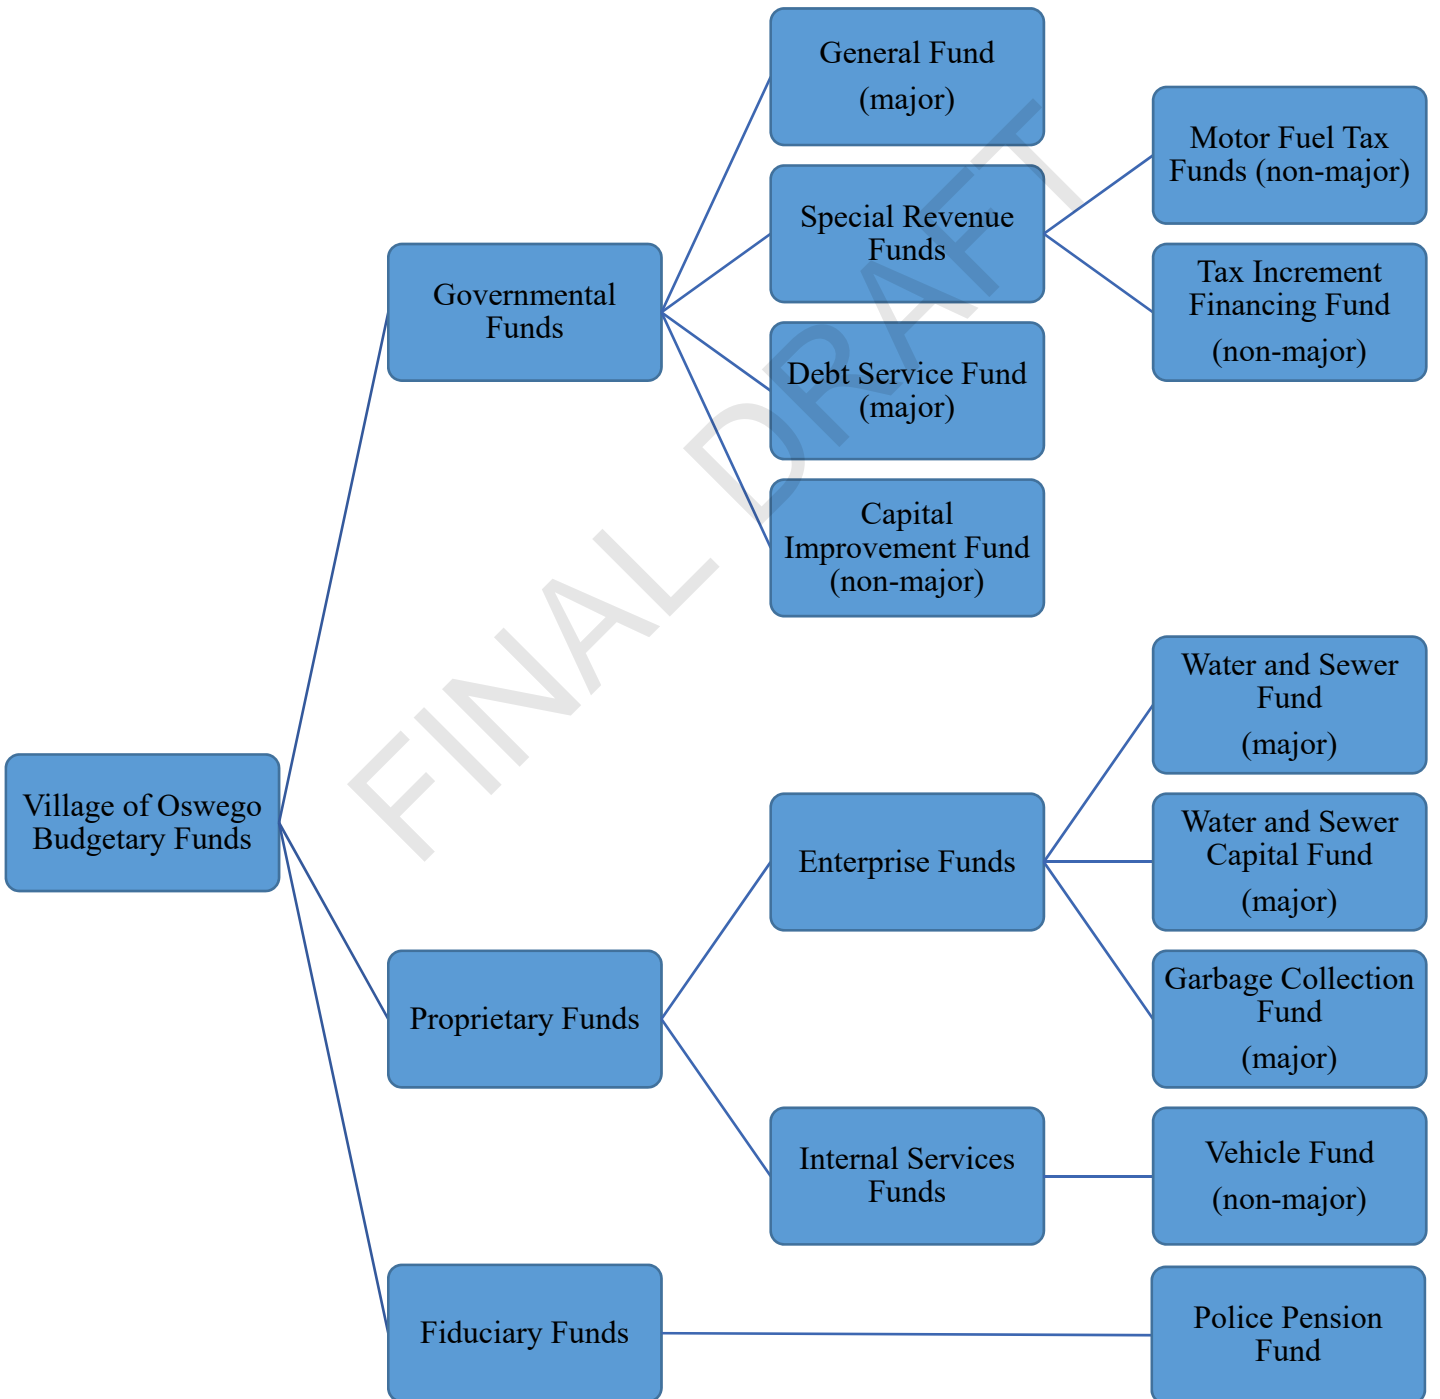 General Fund
(major)
Motor Fuel Tax
Funds (non-major)
Special Revenue
Funds
Tax Increment
Financing Fund
(non-major)
Governmental
Funds
Debt Service Fund
(major)
Capital
Improvement Fund
(non-major)
FINAL DRAFT
Water and Sewer
Fund
(major)
Village of Oswego
Budgetary Funds
Enterprise Funds
Water and Sewer
Capital Fund
(major)
Proprietary Funds
Garbage Collection
Fund
(major)
Internal Services
Funds
Vehicle Fund
(non-major)
Fiduciary Funds
Police Pension
Fund